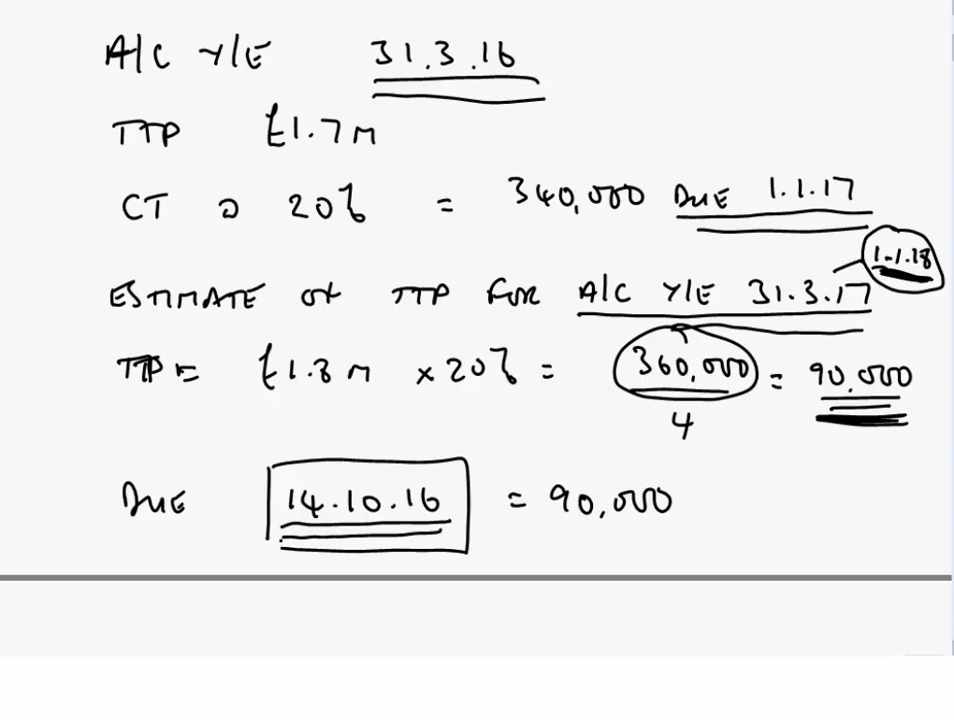 A/C Y/E 31.3.16
TTP £1.7M
CT @ 20% = 340,000 DUE 1.1.17
1.1.18
ESTIMATE OF TTP FOR A/C Y/E 31.3.17
TTP = £1.8M × 20% = 360,000 / 4 = 90,000
DUE 14.10.16 = 90,000